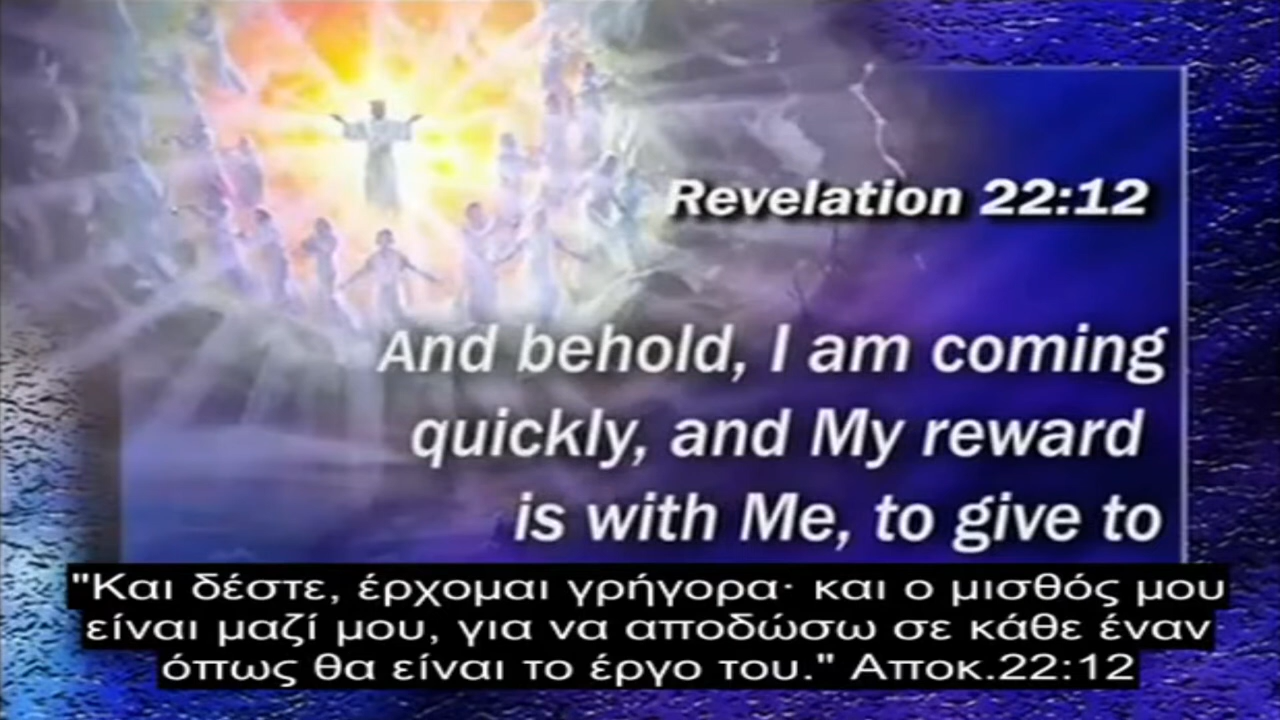 Revelation 22:12
And behold, I am coming
quickly, and My reward
is with Me, to give to
"Και δέστε, έρχομαι γρήγορα· και ο μισθός μου
είναι μαζί μου, για να αποδώσω σε κάθε έναν
όπως θα είναι το έργο του." Αποκ.22:12